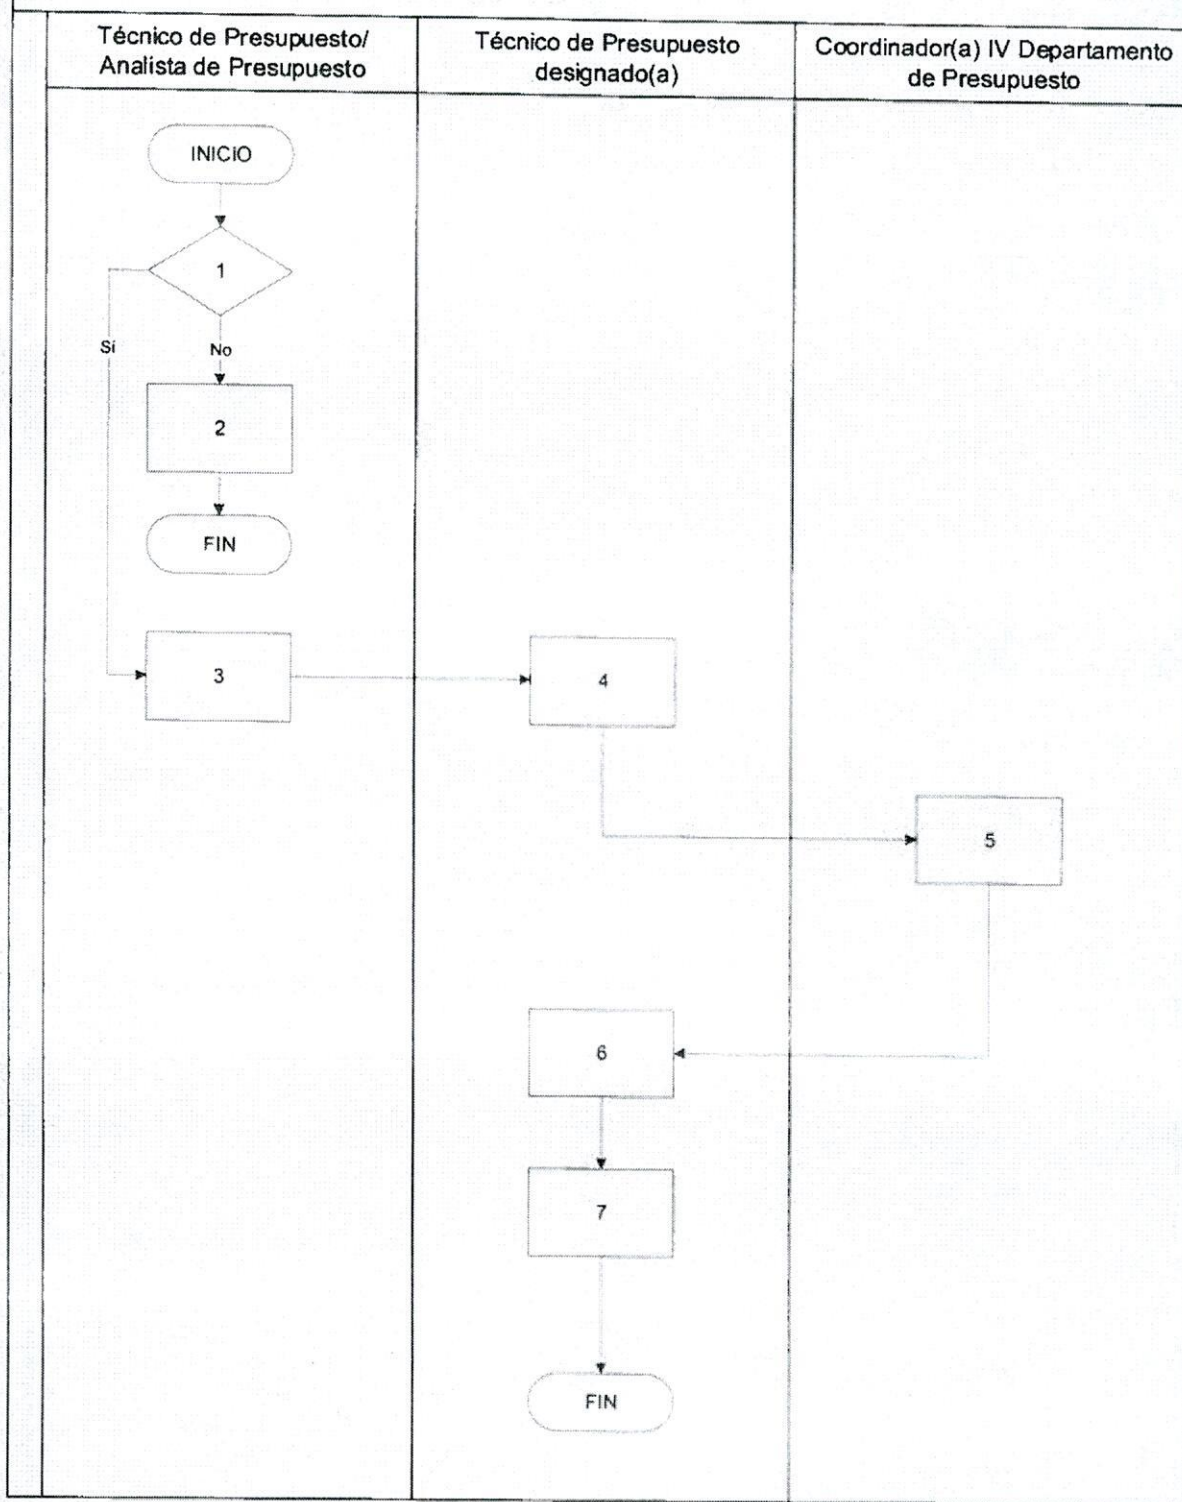 Técnico de Presupuesto/
Analista de Presupuesto
Técnico de Presupuesto
designado(a)
Coordinador(a) IV Departamento
de Presupuesto
INICIO
1
Sí
No
2
FIN
3
4
5
6
7
FIN